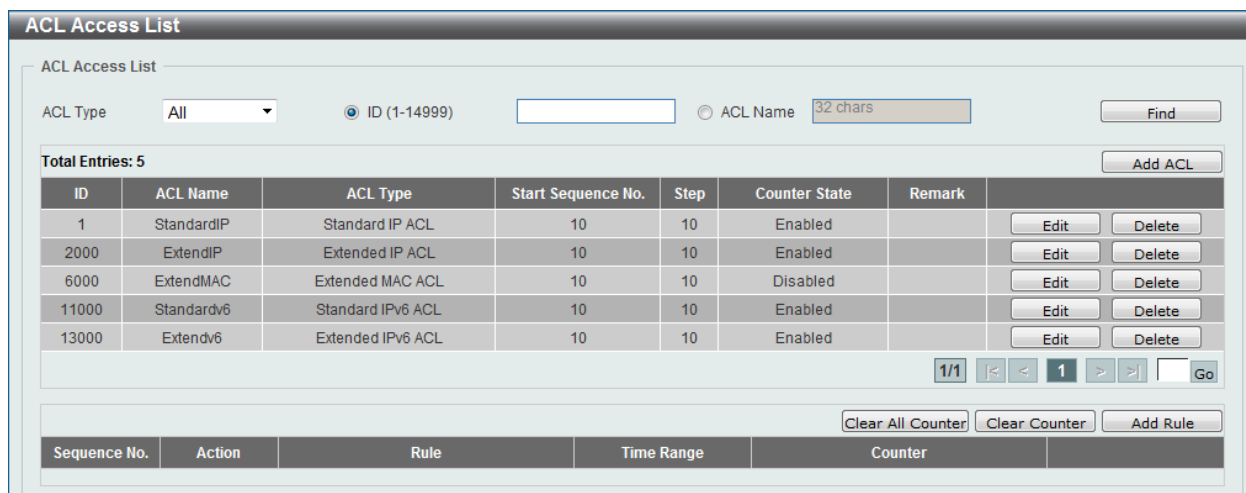 ACL Access List
ACL Access List
ACL Type All ID (1-14999) ACL Name 32 chars Find
Total Entries: 5 Add ACL
ID ACL Name ACL Type Start Sequence No. Step Counter State Remark
1 StandardIP Standard IP ACL 10 10 Enabled Edit Delete
2000 ExtendIP Extended IP ACL 10 10 Enabled Edit Delete
6000 ExtendMAC Extended MAC ACL 10 10 Disabled Edit Delete
11000 Standardv6 Standard IPv6 ACL 10 10 Enabled Edit Delete
13000 Extendv6 Extended IPv6 ACL 10 10 Enabled Edit Delete
1/1 |< < 1 > >| Go
Clear All Counter Clear Counter Add Rule
Sequence No. Action Rule Time Range Counter